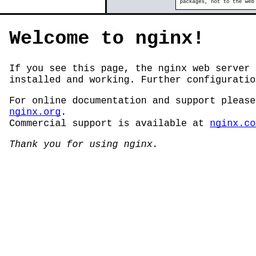 packages, not to the web
Welcome to nginx!
If you see this page, the nginx web server
installed and working. Further configuratio
For online documentation and support please
nginx.org.
Commercial support is available at nginx.co
Thank you for using nginx.